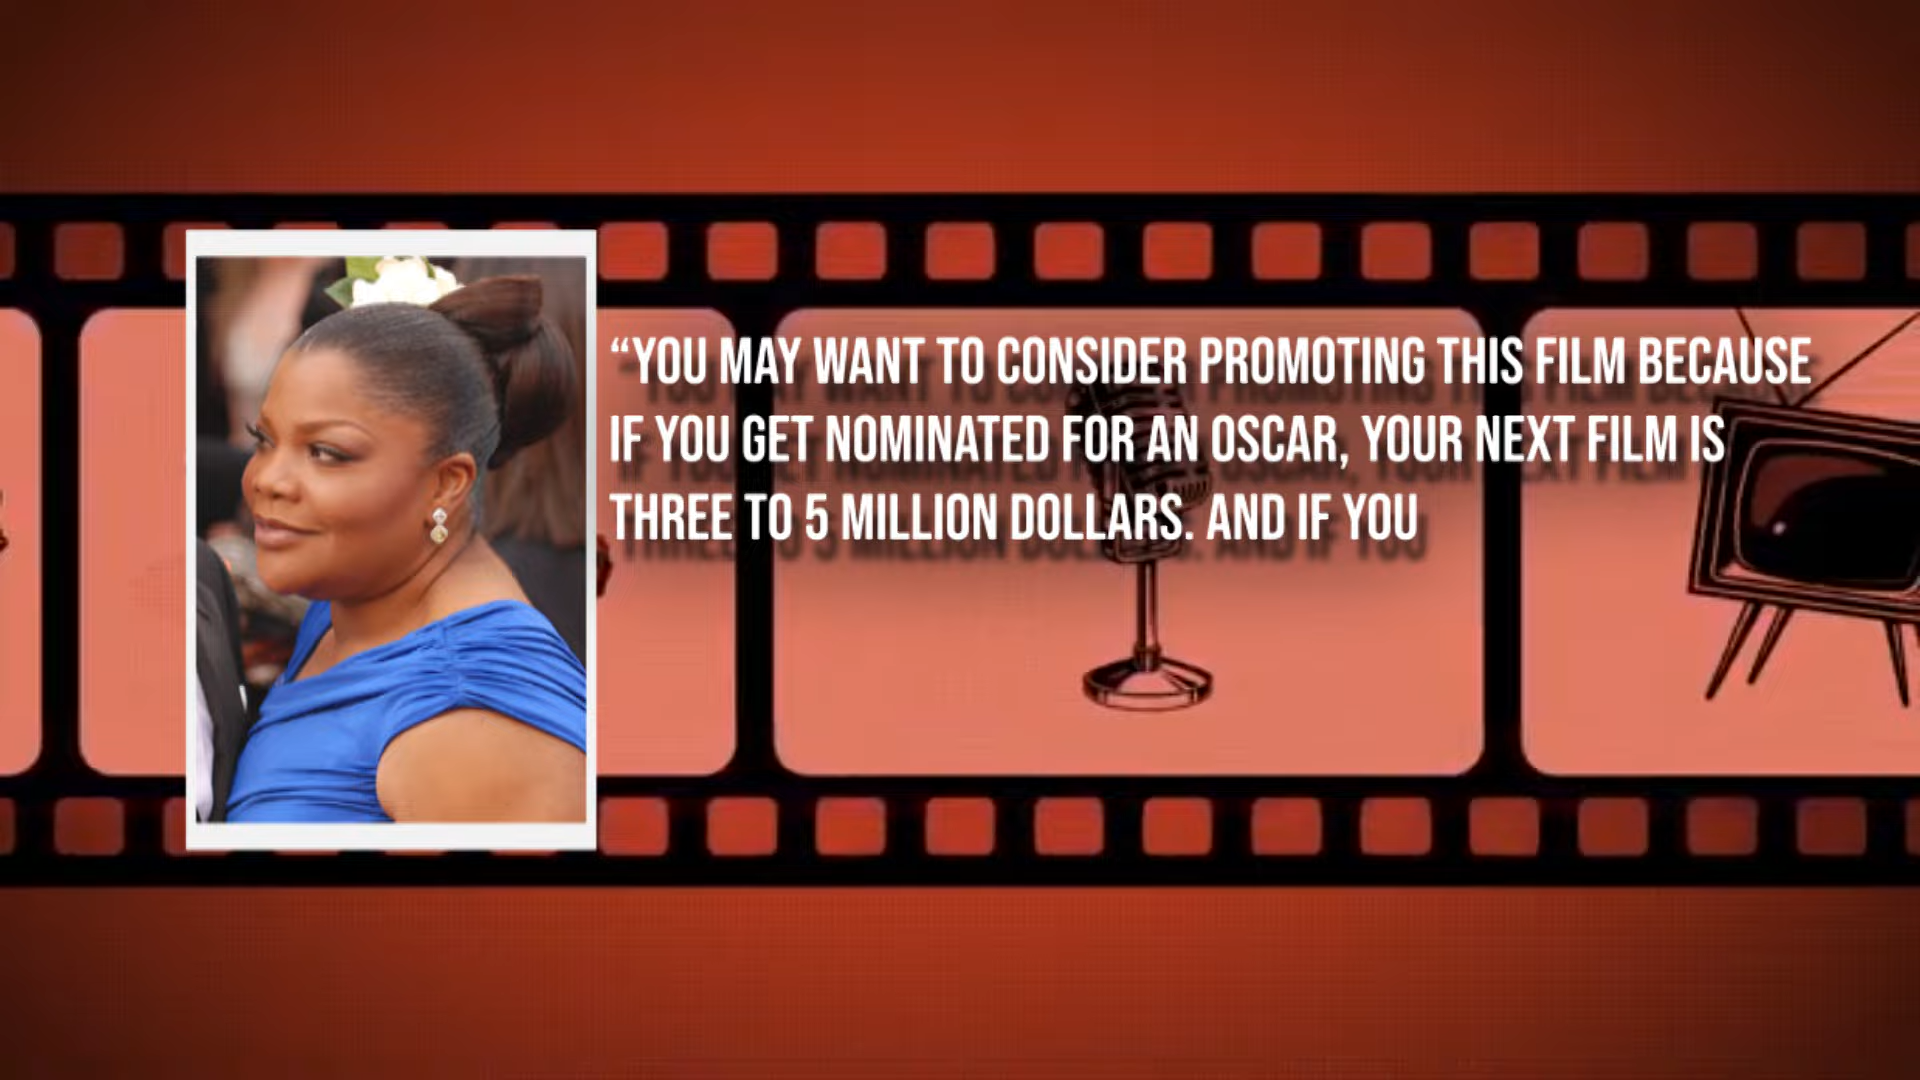 “YOU MAY WANT TO CONSIDER PROMOTING THIS FILM BECAUSE
IF YOU GET NOMINATED FOR AN OSCAR, YOUR NEXT FILM IS
THREE TO 5 MILLION DOLLARS. AND IF YOU